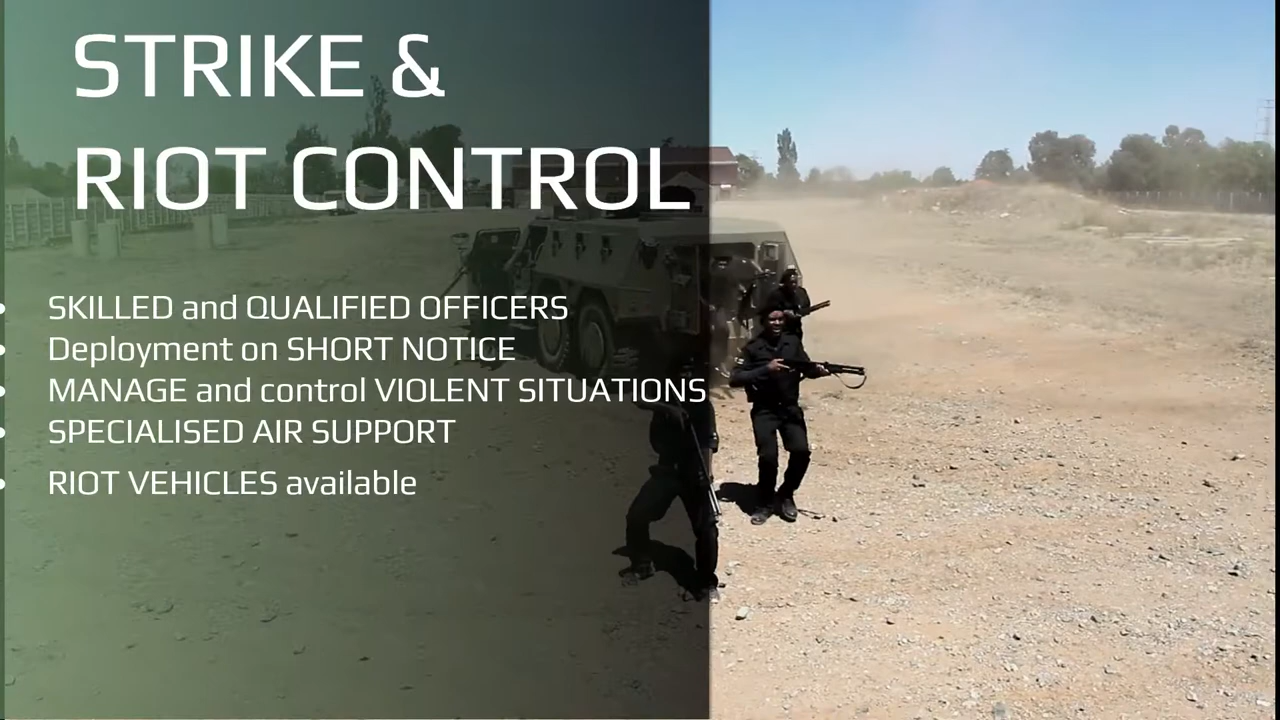 STRIKE &
RIOT CONTROL
SKILLED and QUALIFIED OFFICERS
Deployment on SHORT NOTICE
MANAGE and control VIOLENT SITUATIONS
SPECIALISED AIR SUPPORT
RIOT VEHICLES available